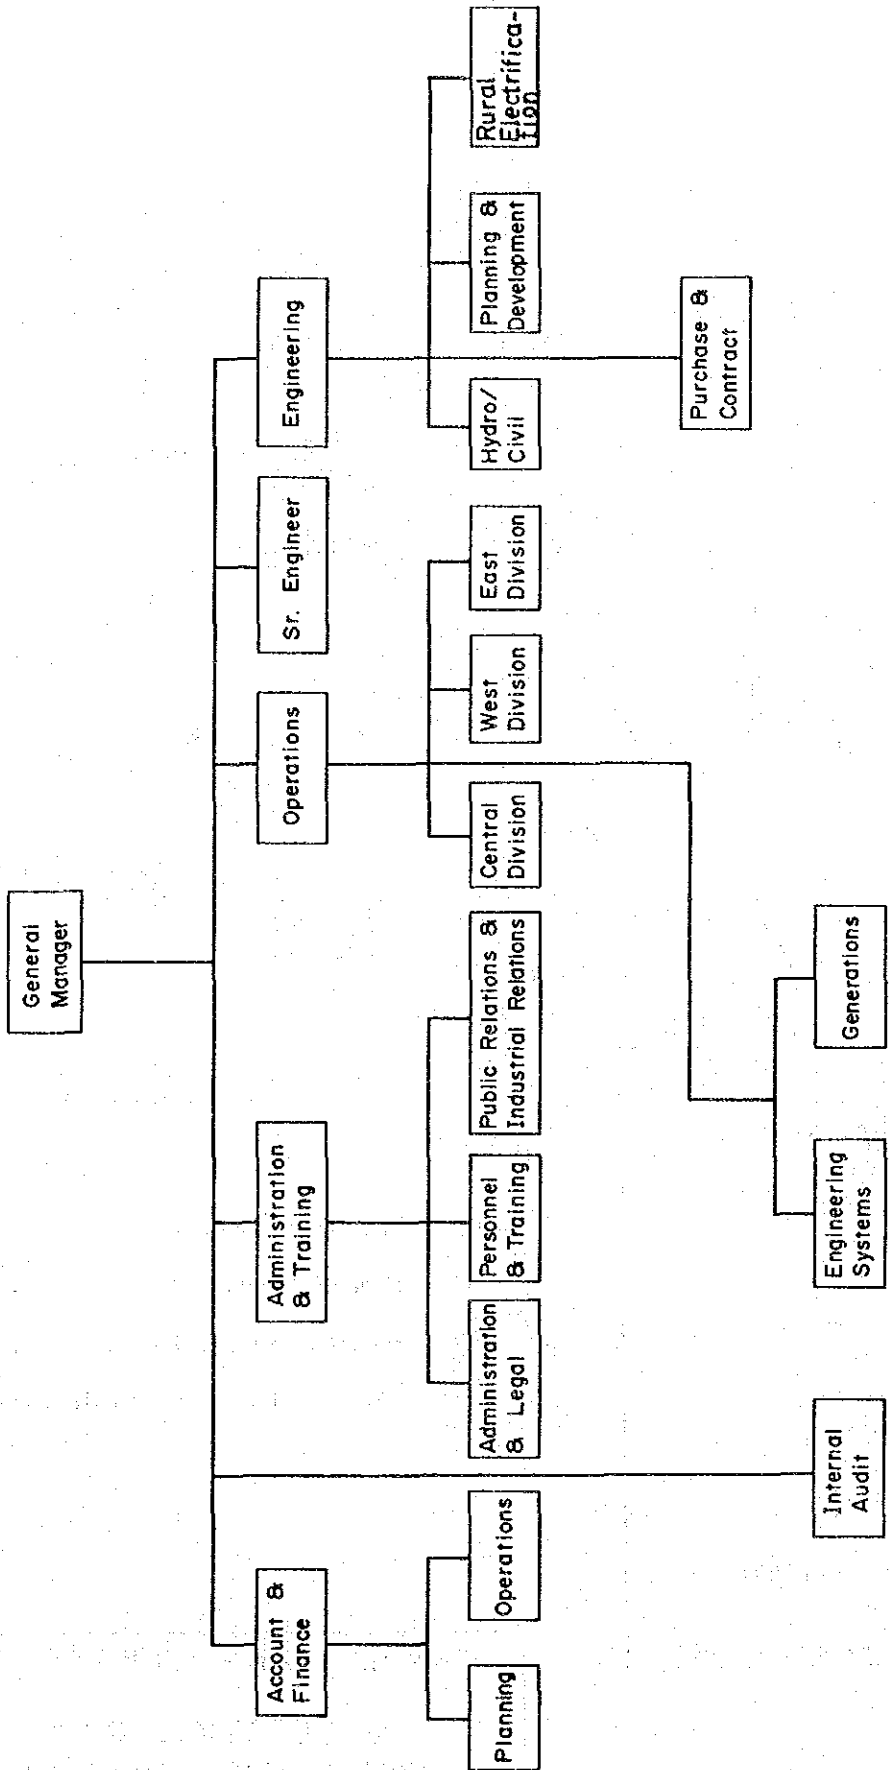 General
Manager
Account &
Finance
Administration
& Training
Operations
Sr. Engineer
Engineering
Planning
Operations
Administration
& Legal
Personnel
& Training
Public Relations &
Industrial Relations
Central
Division
West
Division
East
Division
Hydro/
Civil
Planning &
Development
Rural
Electrifica-
tion
Purchase &
Contract
Internal
Audit
Engineering
Systems
Generations